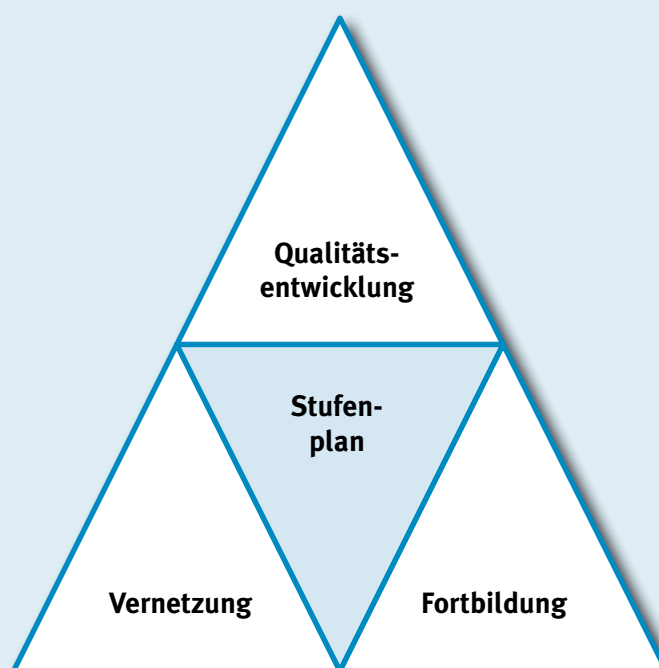 Qualitäts-
entwicklung
Stufen-
plan
Vernetzung
Fortbildung